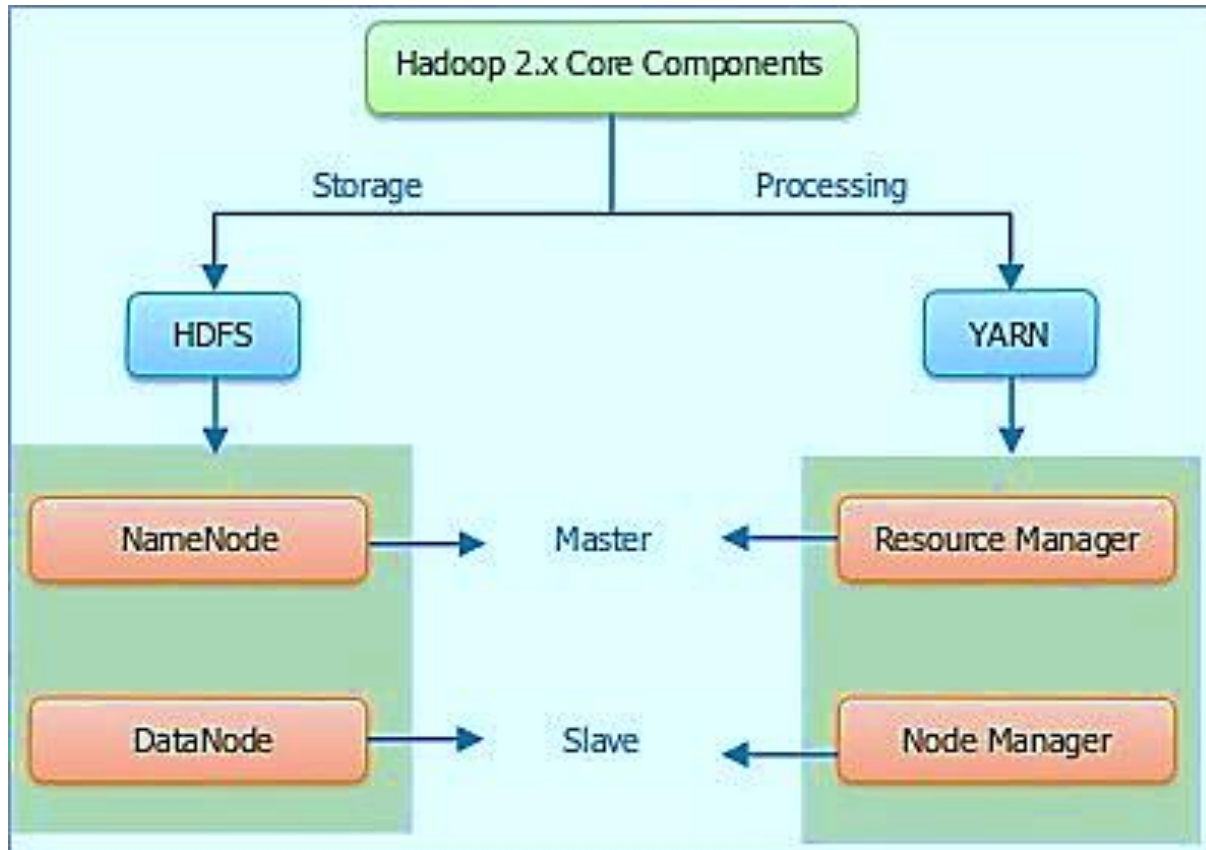 Hadoop 2.x Core Components
Storage
Processing
HDFS
YARN
NameNode
Master
Resource Manager
DataNode
Slave
Node Manager